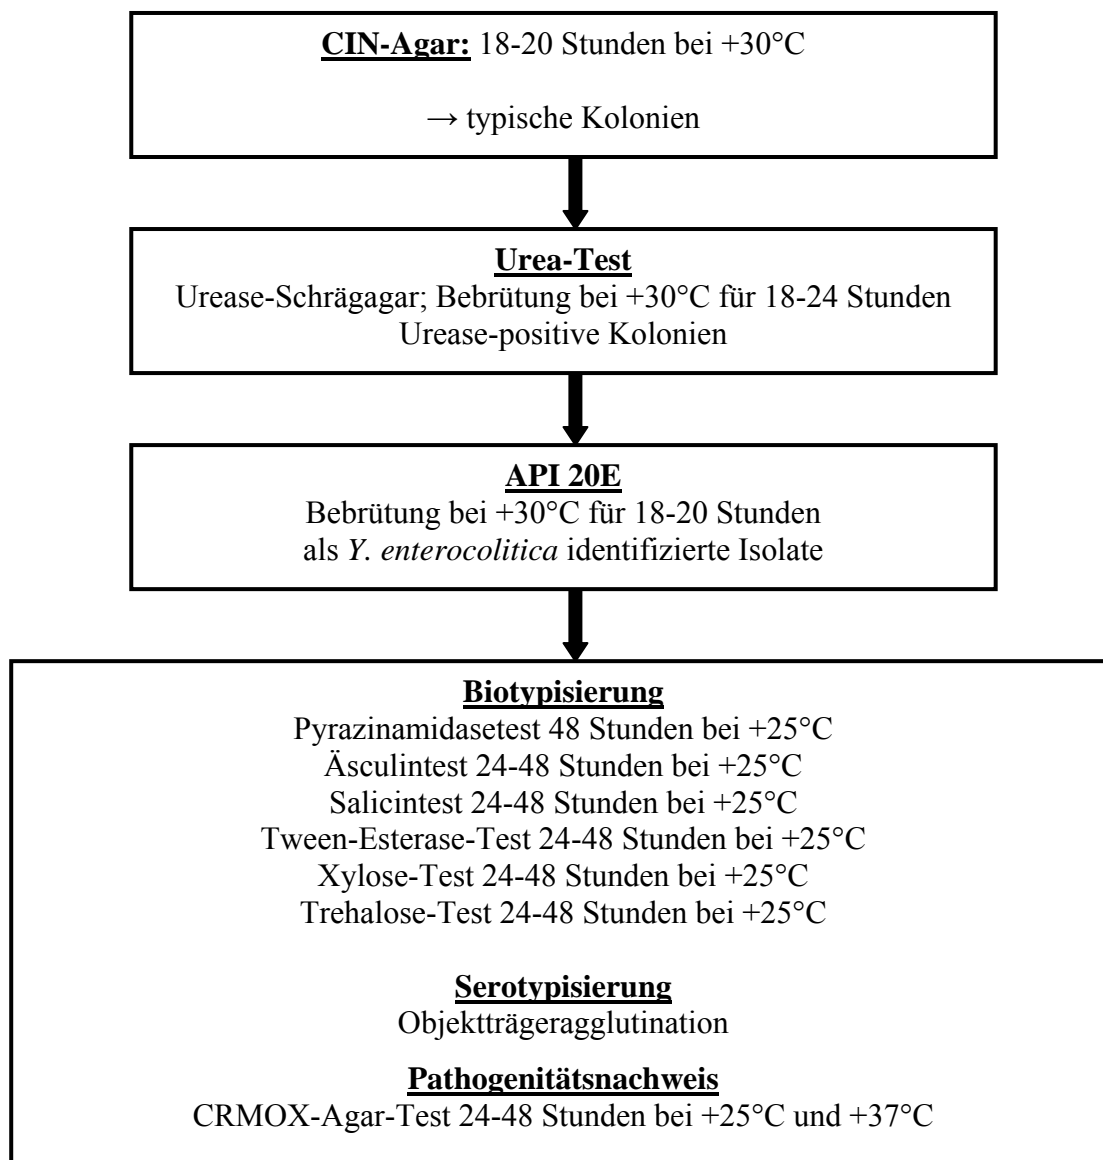 CIN-Agar: 18-20 Stunden bei +30°C
→ typische Kolonien
Urea-Test
Urease-Schrägagar; Bebrütung bei +30°C für 18-24 Stunden
Urease-positive Kolonien
API 20E
Bebrütung bei +30°C für 18-20 Stunden
als Y. enterocolitica identifizierte Isolate
Biotypisierung
Pyrazinamidasetest 48 Stunden bei +25°C
Äsculintest 24-48 Stunden bei +25°C
Salicintest 24-48 Stunden bei +25°C
Tween-Esterase-Test 24-48 Stunden bei +25°C
Xylose-Test 24-48 Stunden bei +25°C
Trehalose-Test 24-48 Stunden bei +25°C
Serotypisierung
Objektträgeragglutination
Pathogenitätsnachweis
CRMOX-Agar-Test 24-48 Stunden bei +25°C und +37°C